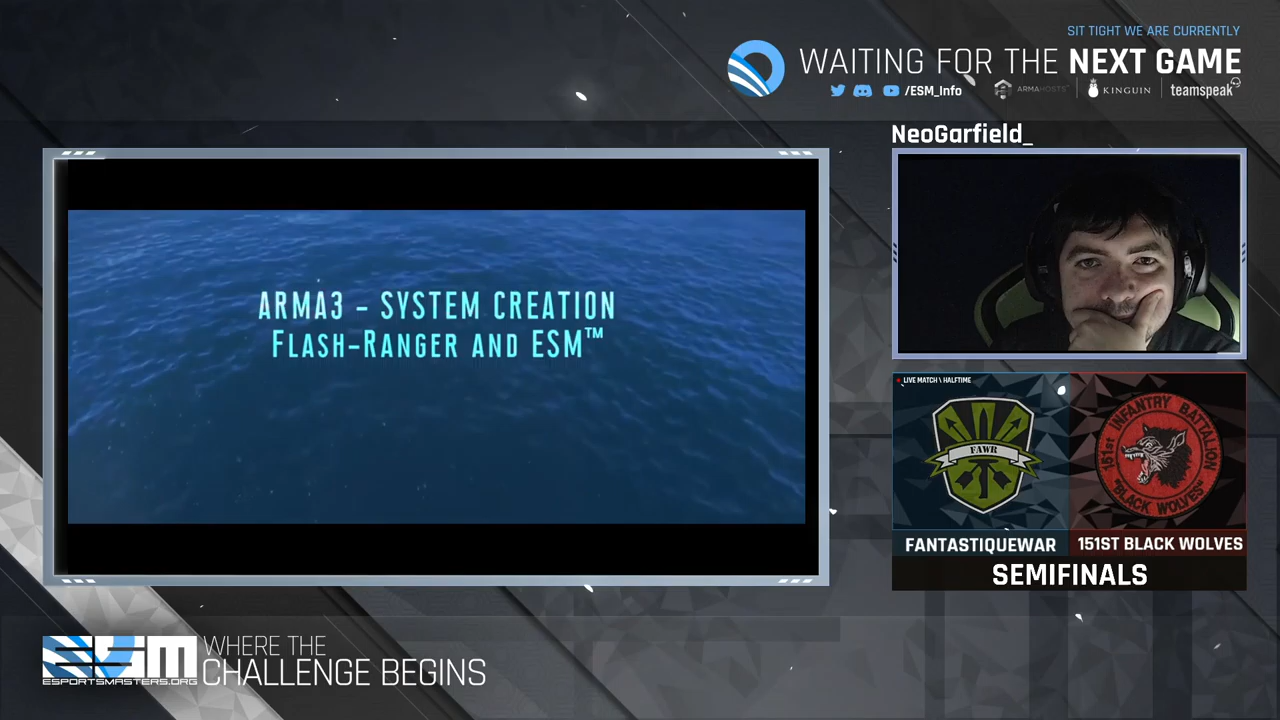 SIT TIGHT WE ARE CURRENTLY
WAITING FOR THE NEXT GAME
/ESM_Info
ARMAHOSTS
KINGUIN
teamspeak
NeoGarfield_
ARMA3 - SYSTEM CREATION
FLASH-RANGER AND ESM™
LIVE MATCH \ HALFTIME
FAWR
151st INFANTRY BATTALION
"BLACK WOLVES"
FANTASTIQUEWAR
151ST BLACK WOLVES
SEMIFINALS
ESM
ESPORTSMASTERS.ORG
WHERE THE
CHALLENGE BEGINS